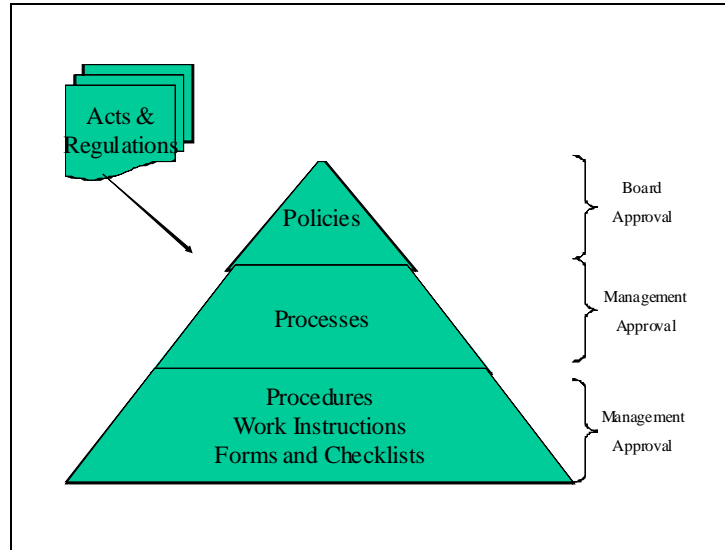 Acts &
Regulations
Policies
Board
Approval
Processes
Management
Approval
Procedures
Work Instructions
Forms and Checklists
Management
Approval